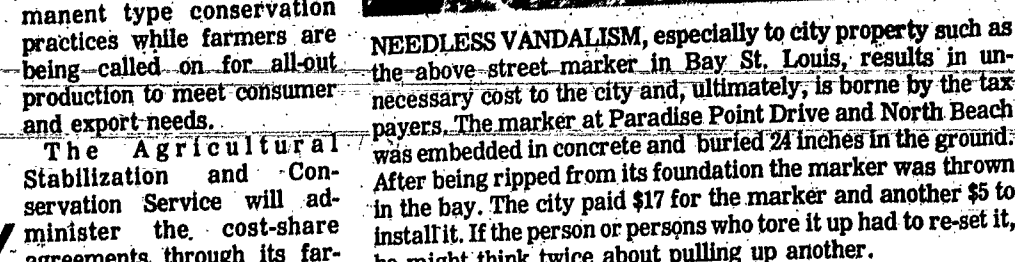 manent type conservation
practices while farmers are
being called on for all-out
production to meet consumer
and export needs.
The Agricultural
Stabilization and Con-
servation Service will ad-
minister the cost-share
agreements through its far-
NEEDLESS VANDALISM, especially to city property such as
the above street marker in Bay St. Louis, results in un-
necessary cost to the city and, ultimately, is borne by the tax
payers. The marker at Paradise Point Drive and North Beach
was embedded in concrete and buried 24 inches in the ground.
After being ripped from its foundation the marker was thrown
in the bay. The city paid $17 for the marker and another $5 to
install it. If the person or persons who tore it up had to re-set it,
he might think twice about pulling up another.